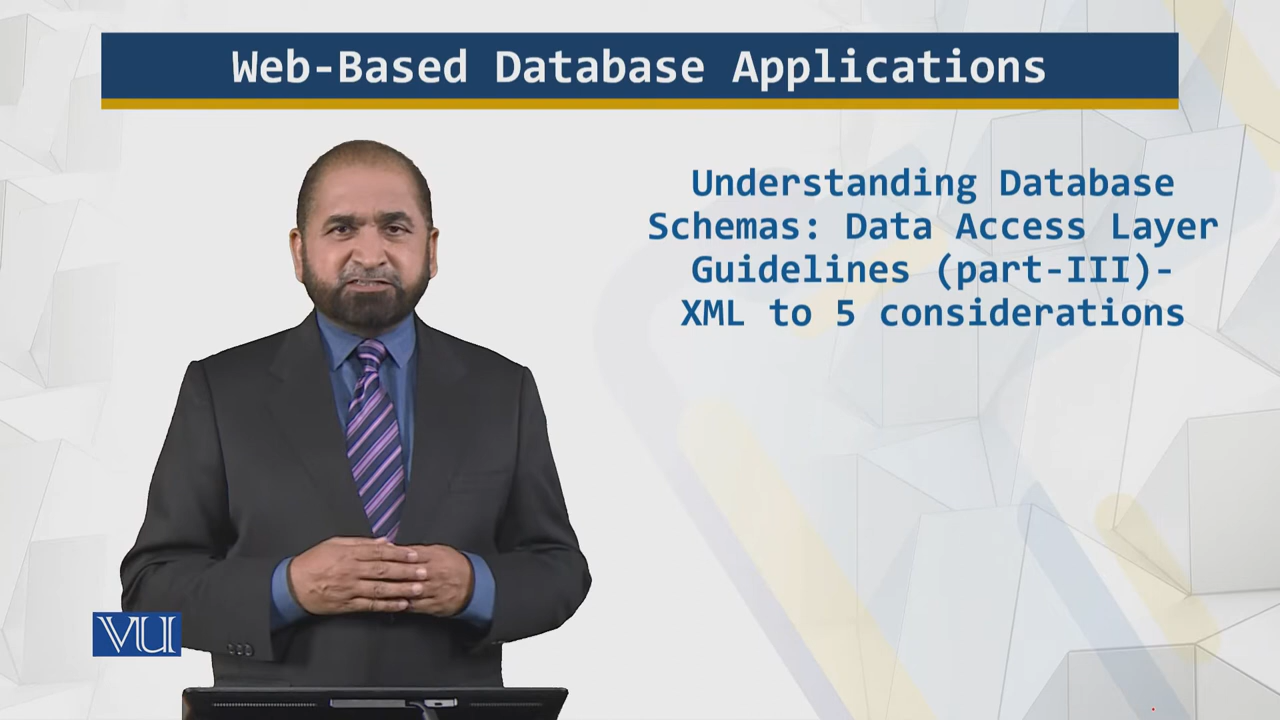 Web-Based Database Applications
Understanding Database
Schemas: Data Access Layer
Guidelines (part-III)-
XML to 5 considerations
VU